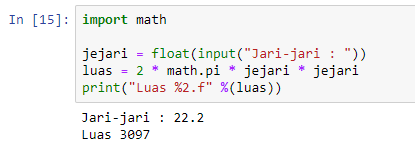 In [15]: import math
jejari = float(input("Jari-jari : "))
luas = 2 * math.pi * jejari * jejari
print("Luas %2.f" %(luas))
Jari-jari : 22.2
Luas 3097